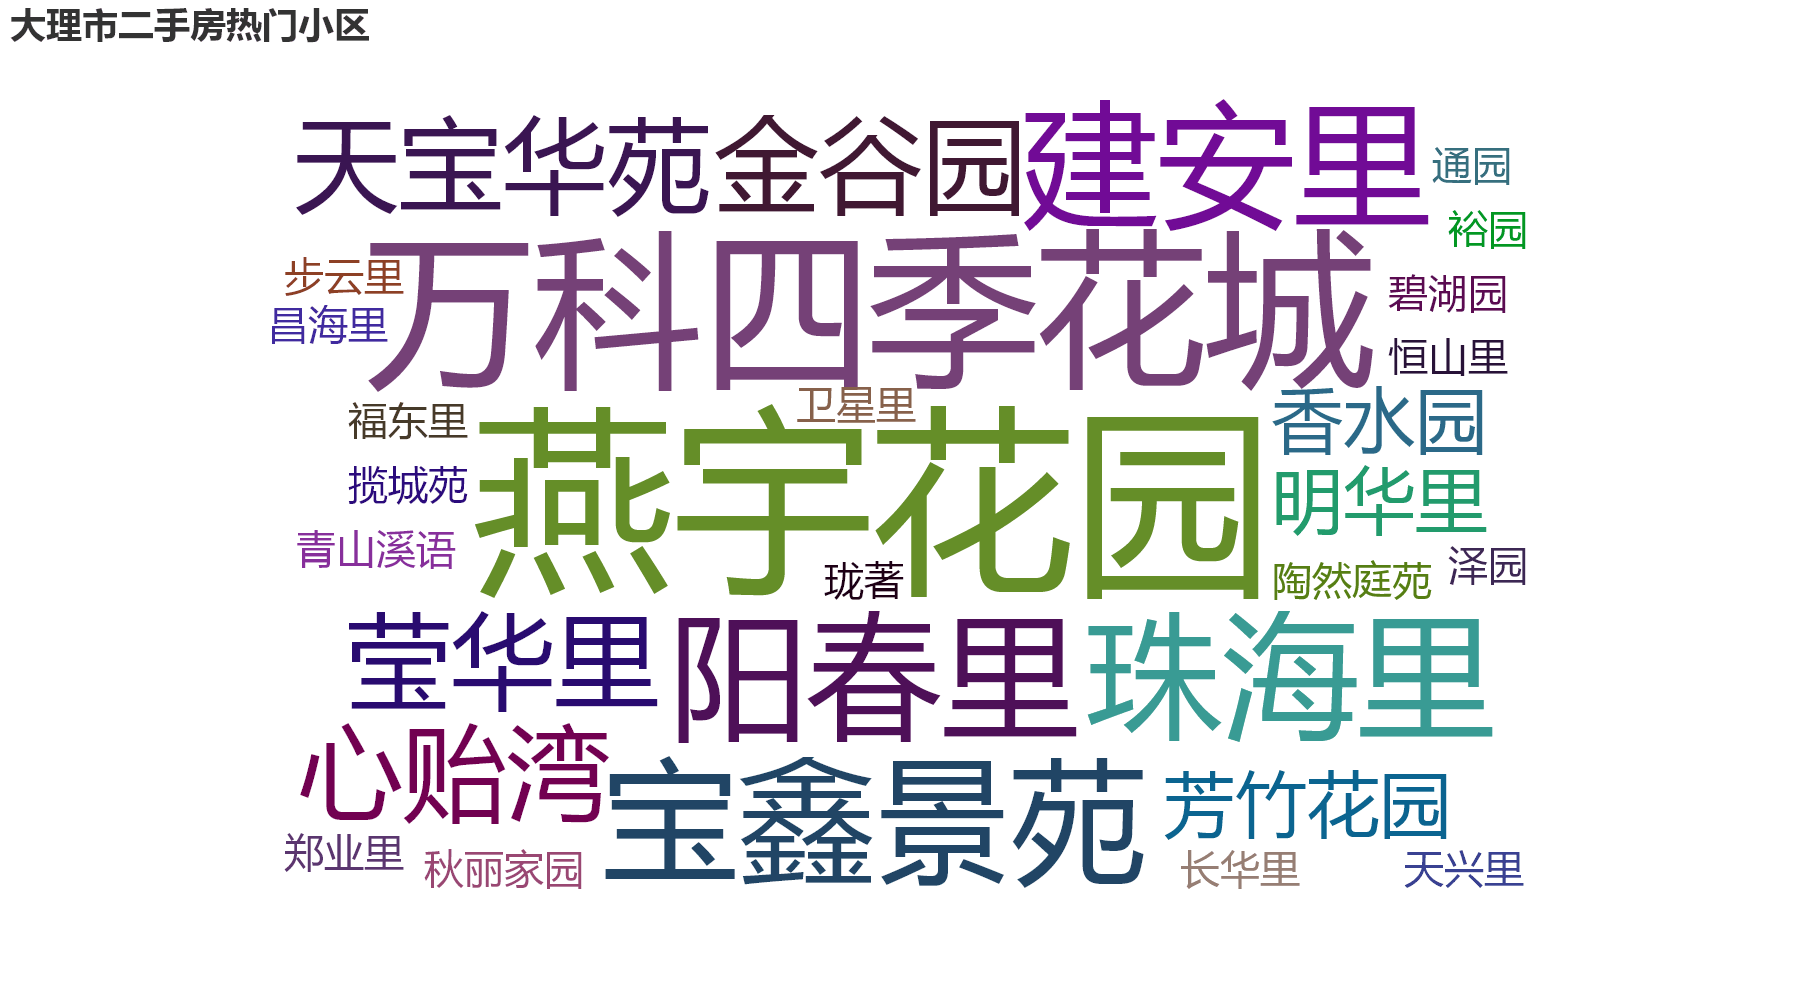 大理市二手房热门小区
天宝华苑
金谷园
建安里
通园
裕园
步云里
万科四季花城
碧湖园
昌海里
恒山里
卫星里
香水园
福东里
燕宇花园
揽城苑
明华里
青山溪语
珑著
陶然庭苑
泽园
莹华里
阳春里
珠海里
心贻湾
宝鑫景苑
芳竹花园
郑业里
秋丽家园
长华里
天兴里